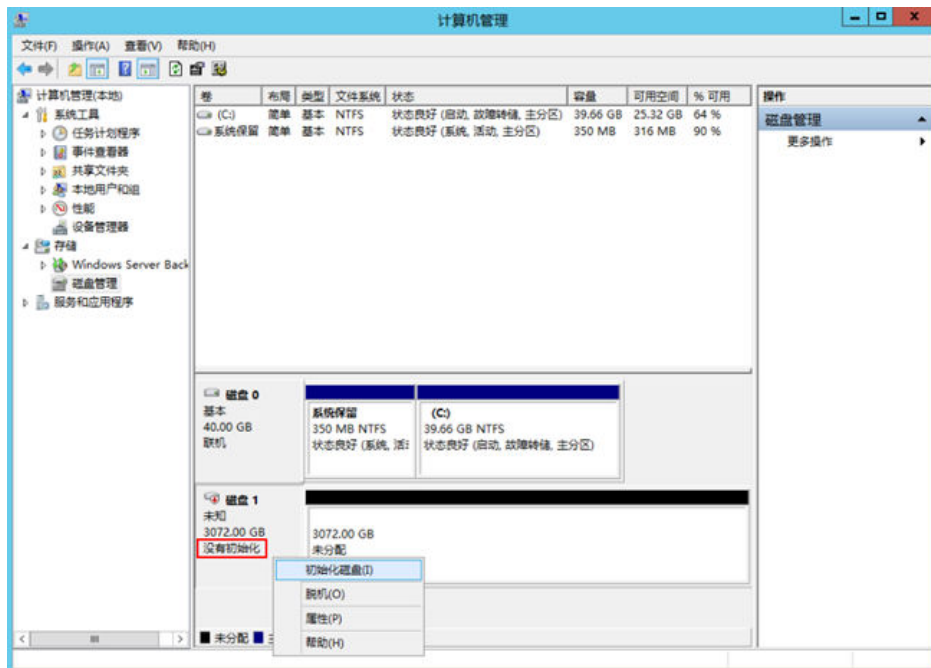 计算机管理
文件(F) 操作(A) 查看(V) 帮助(H)
计算机管理(本地)
系统工具
任务计划程序
事件查看器
共享文件夹
本地用户和组
性能
设备管理器
存储
Windows Server Back
磁盘管理
服务和应用程序
卷 布局 类型 文件系统 状态 容量 可用空间 % 可用
(C:) 简单 基本 NTFS 状态良好 (启动, 故障转储, 主分区) 39.66 GB 25.32 GB 64 %
系统保留 简单 基本 NTFS 状态良好 (系统, 活动, 主分区) 350 MB 316 MB 90 %
操作
磁盘管理
更多操作
磁盘 0
基本
40.00 GB
联机
系统保留
350 MB NTFS
状态良好 (系统, 活
(C:)
39.66 GB NTFS
状态良好 (启动, 故障转储, 主分区)
磁盘 1
未知
3072.00 GB
没有初始化
3072.00 GB
未分配
初始化磁盘(I)
脱机(O)
属性(P)
帮助(H)
未分配